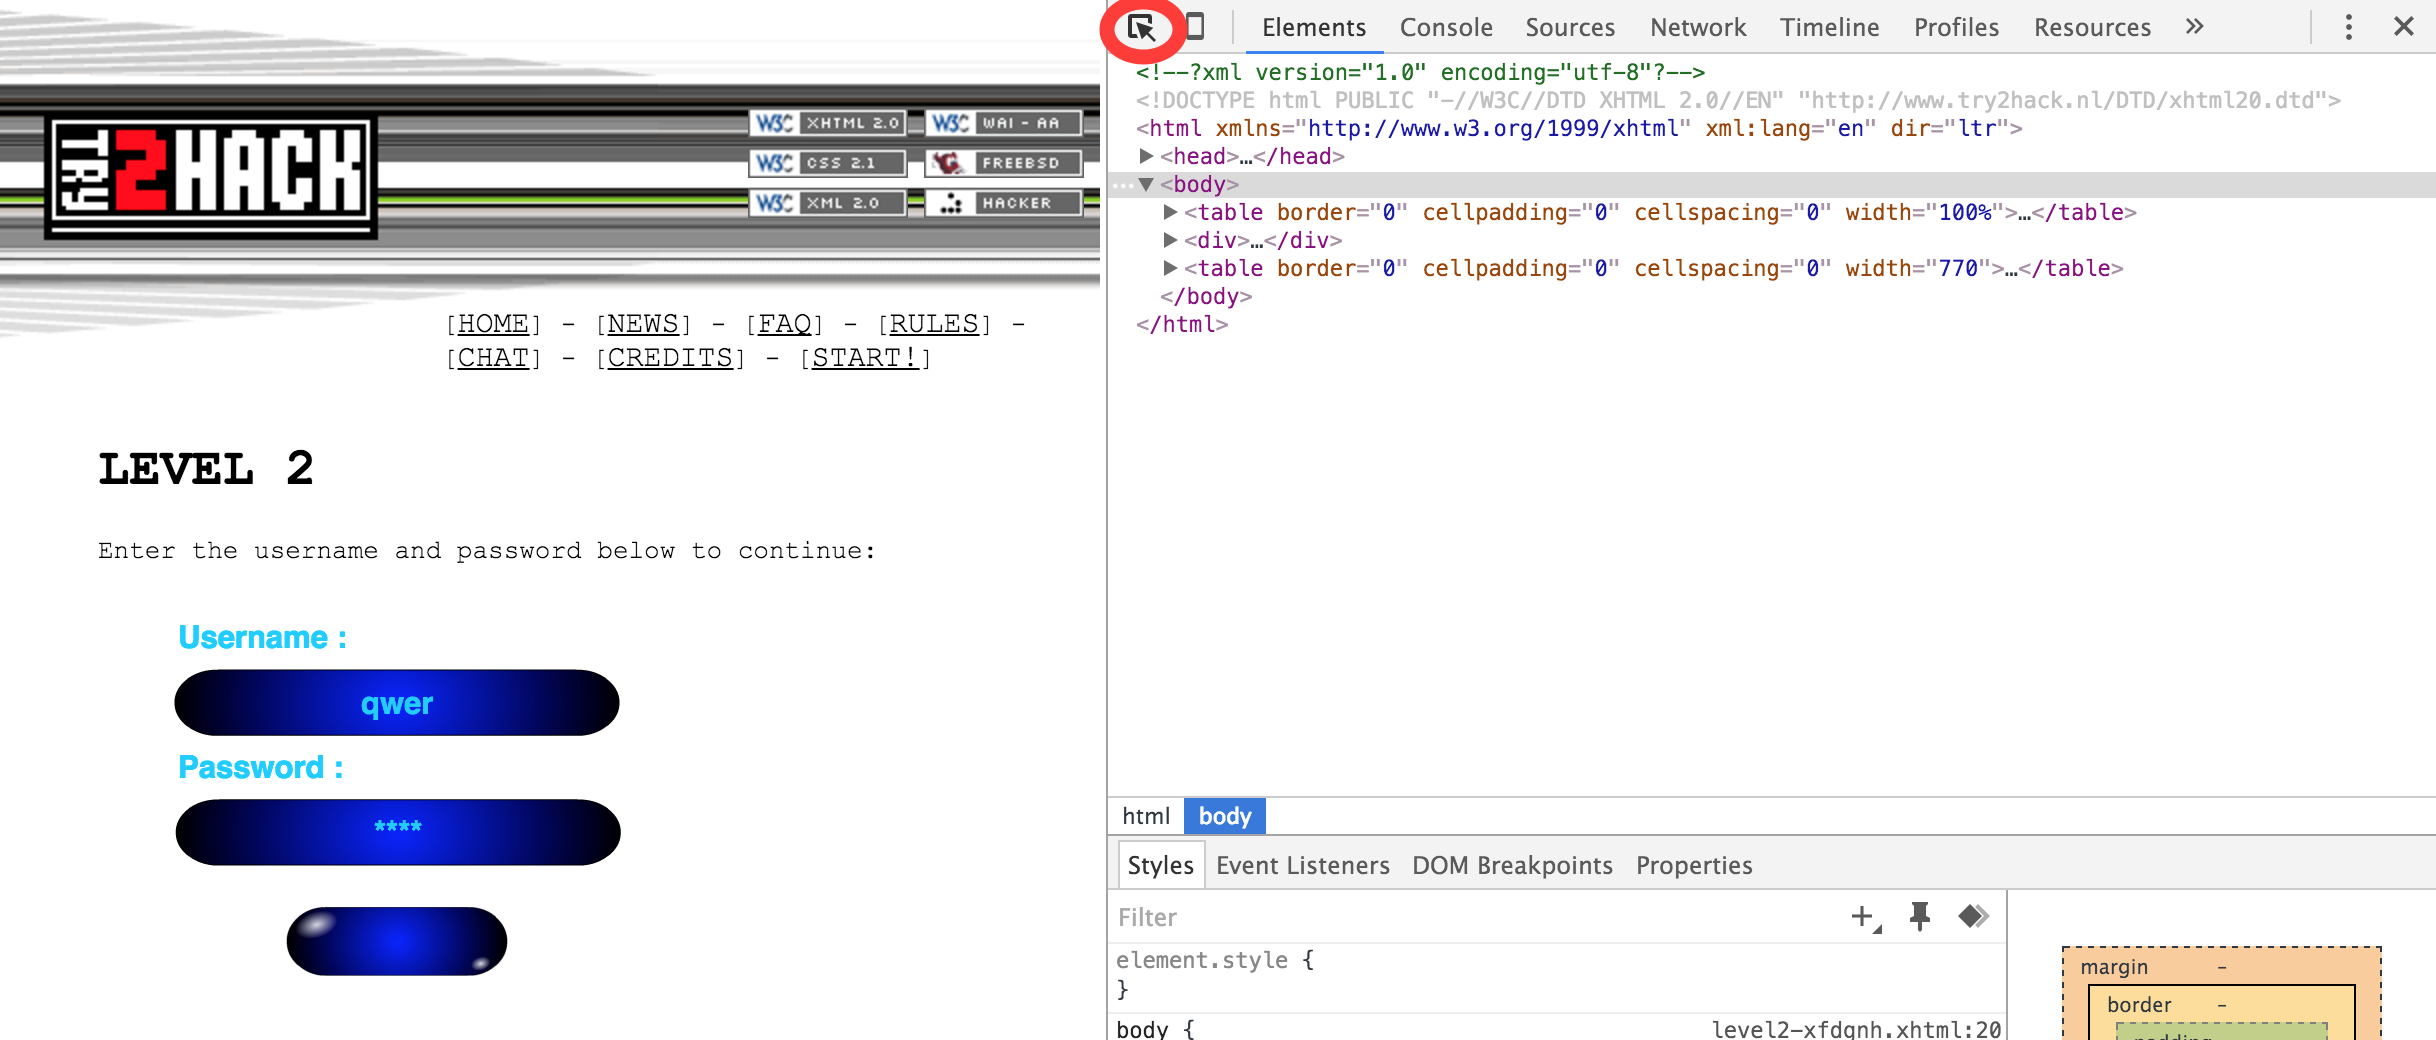 TRY2HACK
W3C XHTML 2.0
W3C WAI - AA
W3C CSS 2.1
FREEBSD
W3C XML 2.0
HACKER
[HOME] - [NEWS] - [FAQ] - [RULES] -
[CHAT] - [CREDITS] - [START!]
LEVEL 2
Enter the username and password below to continue:
Username :
qwer
Password :
****
Elements Console Sources Network Timeline Profiles Resources »
<!--?xml version="1.0" encoding="utf-8"?-->
<!DOCTYPE html PUBLIC "-//W3C//DTD XHTML 2.0//EN" "http://www.try2hack.nl/DTD/xhtml20.dtd">
<html xmlns="http://www.w3.org/1999/xhtml" xml:lang="en" dir="ltr">
<head>…</head>
<body>
<table border="0" cellpadding="0" cellspacing="0" width="100%">…</table>
<div>…</div>
<table border="0" cellpadding="0" cellspacing="0" width="770">…</table>
</body>
</html>
html body
Styles Event Listeners DOM Breakpoints Properties
Filter
element.style {
}
body {
level2-xfdgnh.xhtml:20
margin -
border -
padding